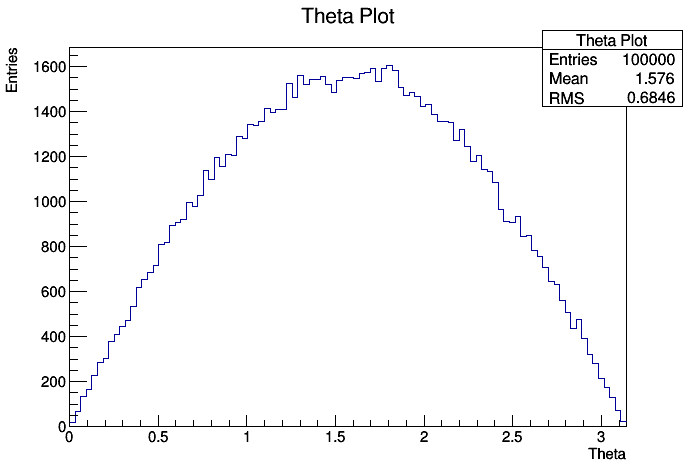 Theta Plot
Entries
Theta Plot
Entries 100000
Mean 1.576
RMS 0.6846
1600
1400
1200
1000
800
600
400
200
0
0 0.5 1 1.5 2 2.5 3
Theta